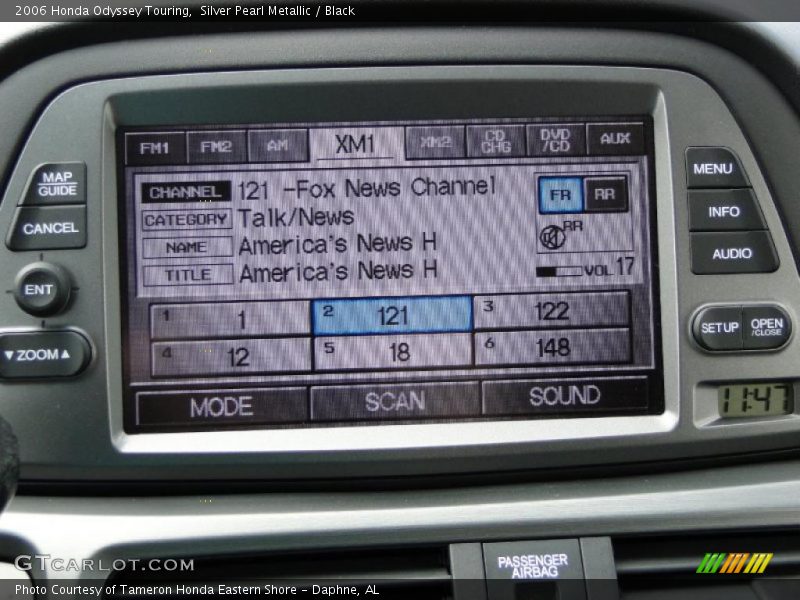 2006 Honda Odyssey Touring, Silver Pearl Metallic / Black
FM1 FM2 AM XM1 XM2 CD CHG DVD /CD AUX
MAP GUIDE
CANCEL
ENT
▼ZOOM▲
CHANNEL 121 -Fox News Channel
CATEGORY Talk/News
NAME America's News H
TITLE America's News H
FR RR
RR
VOL 17
1 1 2 121 3 122
4 12 5 18 6 148
MODE SCAN SOUND
MENU
INFO
AUDIO
SETUP OPEN /CLOSE
11:47
PASSENGER AIRBAG
GTCARLOT.COM
Photo Courtesy of Tameron Honda Eastern Shore - Daphne, AL